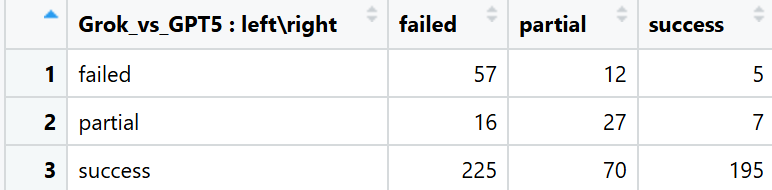 Grok_vs_GPT5 : left\right failed partial success
1 failed 57 12 5
2 partial 16 27 7
3 success 225 70 195